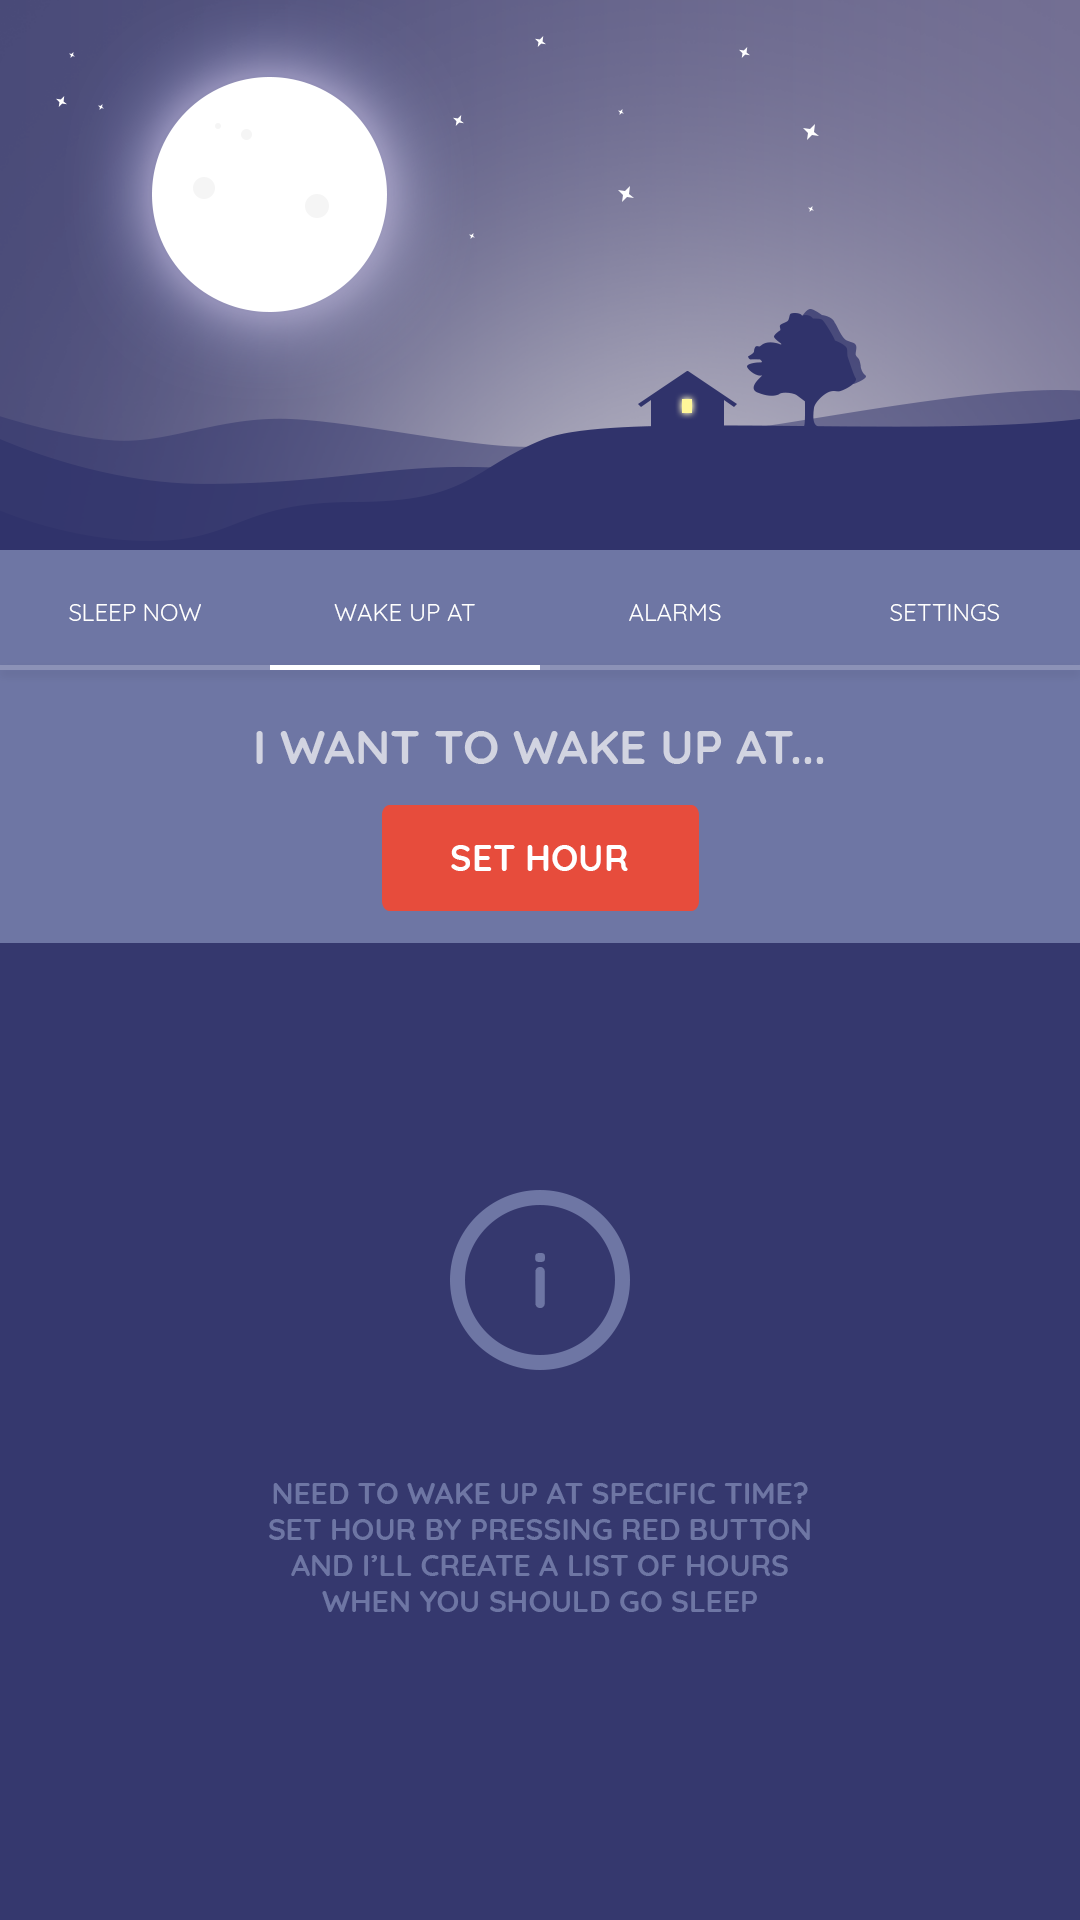 SLEEP NOW
WAKE UP AT
ALARMS
SETTINGS
I WANT TO WAKE UP AT...
SET HOUR
i
NEED TO WAKE UP AT SPECIFIC TIME?
SET HOUR BY PRESSING RED BUTTON
AND I’LL CREATE A LIST OF HOURS
WHEN YOU SHOULD GO SLEEP